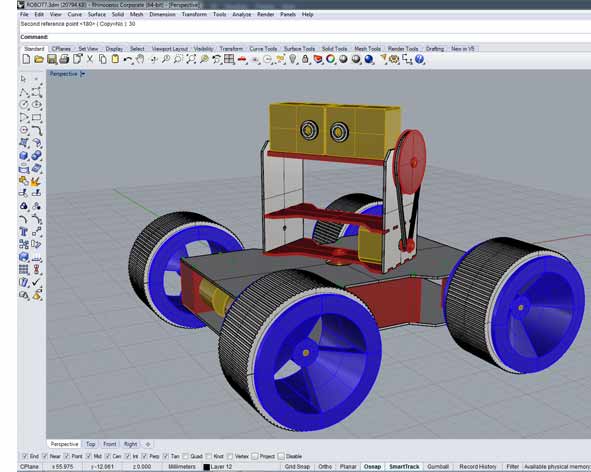 ROBOT7.3dm (20794 KB) - Rhinoceros Corporate (64-bit) - [Perspective]
File Edit View Curve Surface Solid Mesh Dimension Transform Tools Analyze Render Panels Help
Second reference point <180> ( Copy=No ): 30
Command:
Standard CPlanes Set View Display Select Viewport Layout Visibility Transform Curve Tools Surface Tools Solid Tools Mesh Tools Render Tools Drafting New in V5
Perspective
Perspective Top Front Right
End Near Point Mid Cen Int Perp Tan Quad Knot Vertex Project Disable
CPlane x 55.975 y -12.061 z 0.000 Millimeters Layer 12 Grid Snap Ortho Planar Osnap SmartTrack Gumball Record History Filter Available physical memory